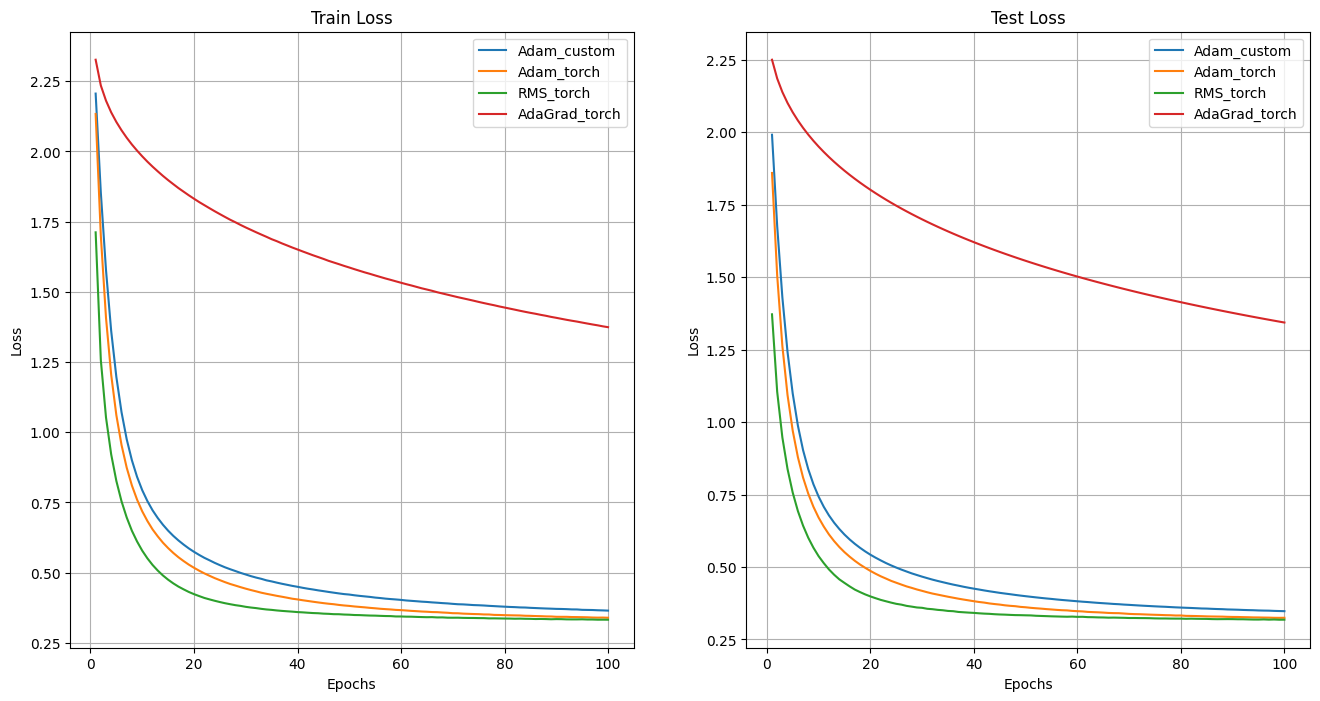 Train Loss
Adam_custom
Adam_torch
RMS_torch
AdaGrad_torch
2.25
2.00
1.75
1.50
1.25
1.00
0.75
0.50
0.25
Loss
0
20
40
60
80
100
Epochs
Test Loss
Adam_custom
Adam_torch
RMS_torch
AdaGrad_torch
2.25
2.00
1.75
1.50
1.25
1.00
0.75
0.50
0.25
Loss
0
20
40
60
80
100
Epochs